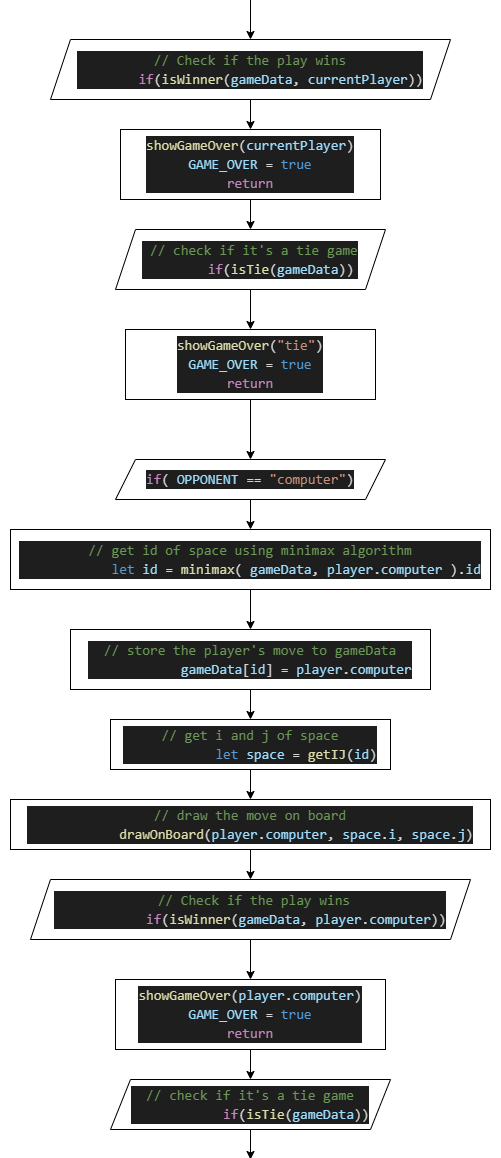 // Check if the play wins
if(isWinner(gameData, currentPlayer))
showGameOver(currentPlayer)
GAME_OVER = true
return
// check if it's a tie game
if(isTie(gameData))
showGameOver("tie")
GAME_OVER = true
return
if( OPPONENT == "computer")
// get id of space using minimax algorithm
let id = minimax( gameData, player.computer ).id
// store the player's move to gameData
gameData[id] = player.computer
// get i and j of space
let space = getIJ(id)
// draw the move on board
drawOnBoard(player.computer, space.i, space.j)
// Check if the play wins
if(isWinner(gameData, player.computer))
showGameOver(player.computer)
GAME_OVER = true
return
// check if it's a tie game
if(isTie(gameData))